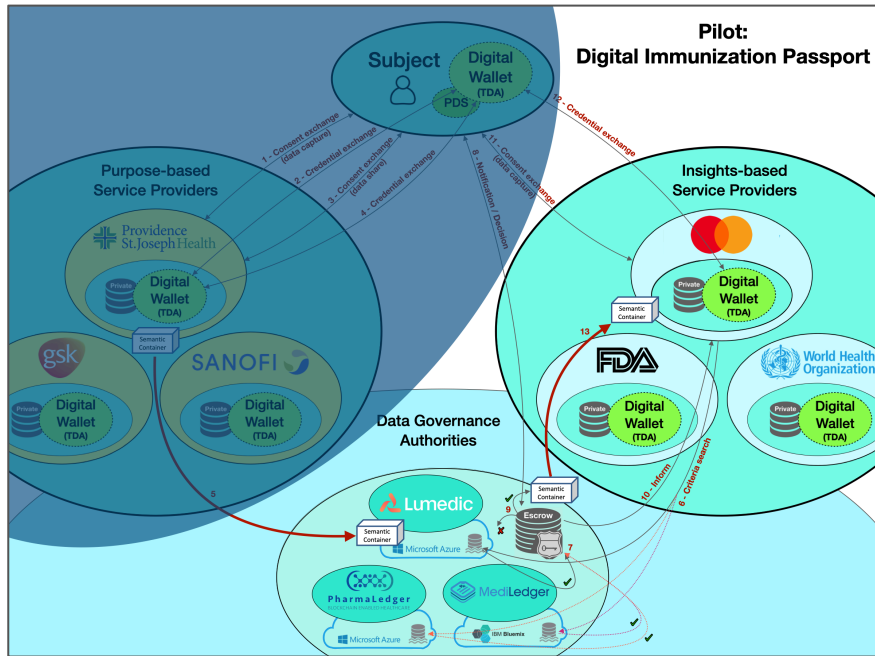 Pilot:
Digital Immunization Passport
Subject
Digital
Wallet
(TDA)
PDS
1 - Consent exchange
(data capture)
2 - Credential exchange
3 - Consent exchange
(data share)
4 - Credential exchange
8 - Notification / Decision
11 - Consent exchange
(data capture)
12 - Credential exchange
Purpose-based
Service Providers
Providence
St.JosephHealth
Private
Digital
Wallet
(TDA)
Semantic
Container
gsk
Private
Digital
Wallet
(TDA)
SANOFI
Private
Digital
Wallet
(TDA)
5
Insights-based
Service Providers
Private
Digital
Wallet
(TDA)
Semantic
Container
13
FDA
Private
Digital
Wallet
(TDA)
World Health
Organization
Private
Digital
Wallet
(TDA)
10 - Inform
6 - Criteria search
Data Governance
Authorities
Lumedic
Semantic
Container
Microsoft Azure
Semantic
Container
9
Escrow
7
PharmaLedger
BLOCKCHAIN ENABLED HEALTHCARE
Microsoft Azure
MediLedger
IBM Bluemix